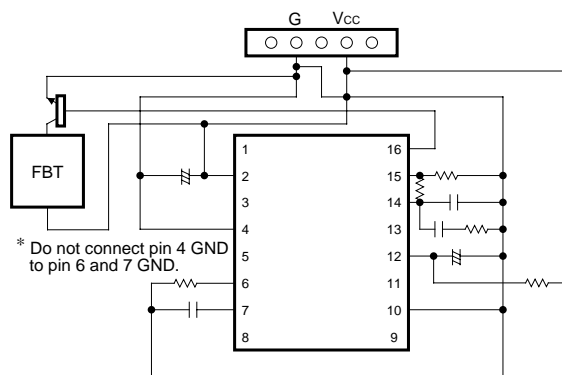 G Vcc
1 16
2 15
3 14
4 13
5 12
6 11
7 10
8 9
FBT
* Do not connect pin 4 GND
to pin 6 and 7 GND.